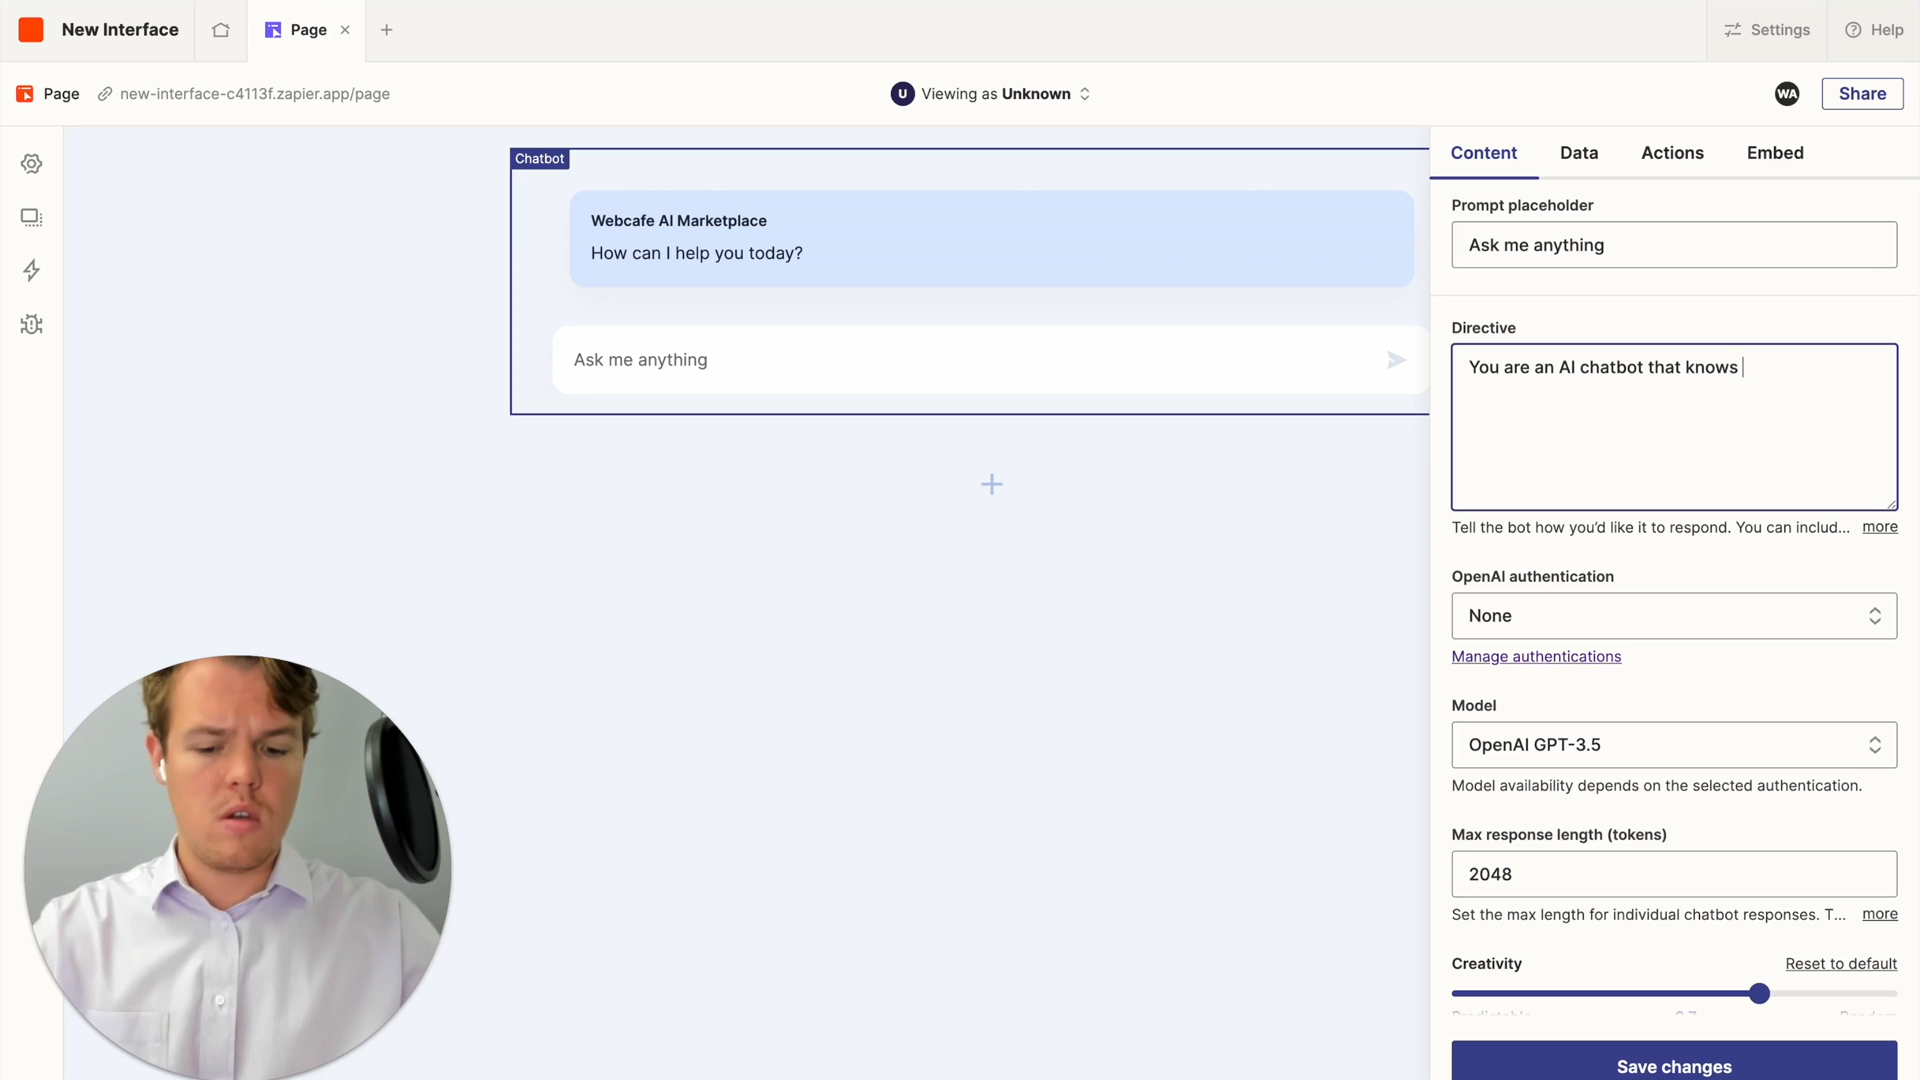 New Interface
Page
Settings
Help
Page
new-interface-c4113f.zapier.app/page
U
Viewing as Unknown
WA
Share
Chatbot
Webcafe AI Marketplace
How can I help you today?
Ask me anything
Content
Data
Actions
Embed
Prompt placeholder
Ask me anything
Directive
You are an AI chatbot that knows
Tell the bot how you’d like it to respond. You can includ...
more
OpenAI authentication
None
Manage authentications
Model
OpenAI GPT-3.5
Model availability depends on the selected authentication.
Max response length (tokens)
2048
Set the max length for individual chatbot responses. T...
more
Creativity
Reset to default
Save changes